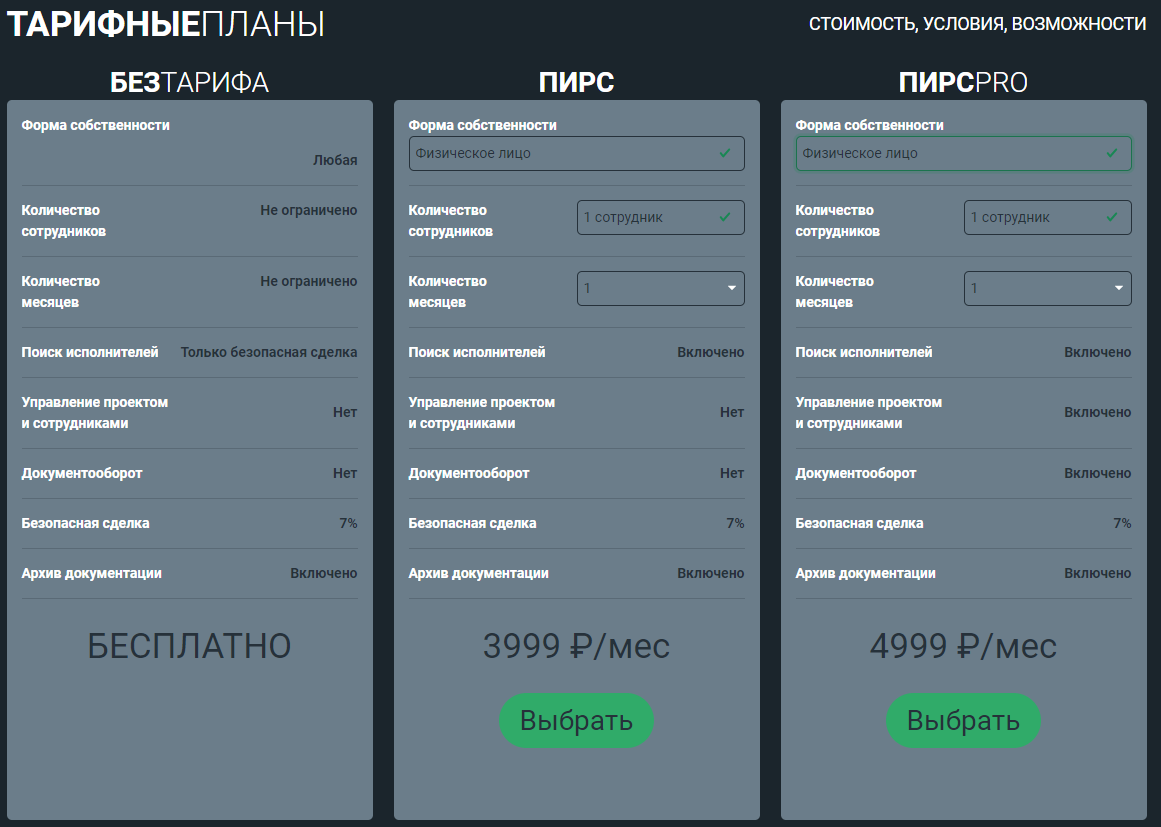 ТАРИФНЫЕПЛАНЫ
СТОИМОСТЬ, УСЛОВИЯ, ВОЗМОЖНОСТИ
БЕЗТАРИФА
Форма собственности
Любая
Количество сотрудников
Не ограничено
Количество месяцев
Не ограничено
Поиск исполнителей
Только безопасная сделка
Управление проектом и сотрудниками
Нет
Документооборот
Нет
Безопасная сделка
7%
Архив документации
Включено
БЕСПЛАТНО
ПИРС
Форма собственности
Физическое лицо
Количество сотрудников
1 сотрудник
Количество месяцев
1
Поиск исполнителей
Включено
Управление проектом и сотрудниками
Нет
Документооборот
Нет
Безопасная сделка
7%
Архив документации
Включено
3999 ₽/мес
Выбрать
ПИРСPRO
Форма собственности
Физическое лицо
Количество сотрудников
1 сотрудник
Количество месяцев
1
Поиск исполнителей
Включено
Управление проектом и сотрудниками
Включено
Документооборот
Включено
Безопасная сделка
7%
Архив документации
Включено
4999 ₽/мес
Выбрать